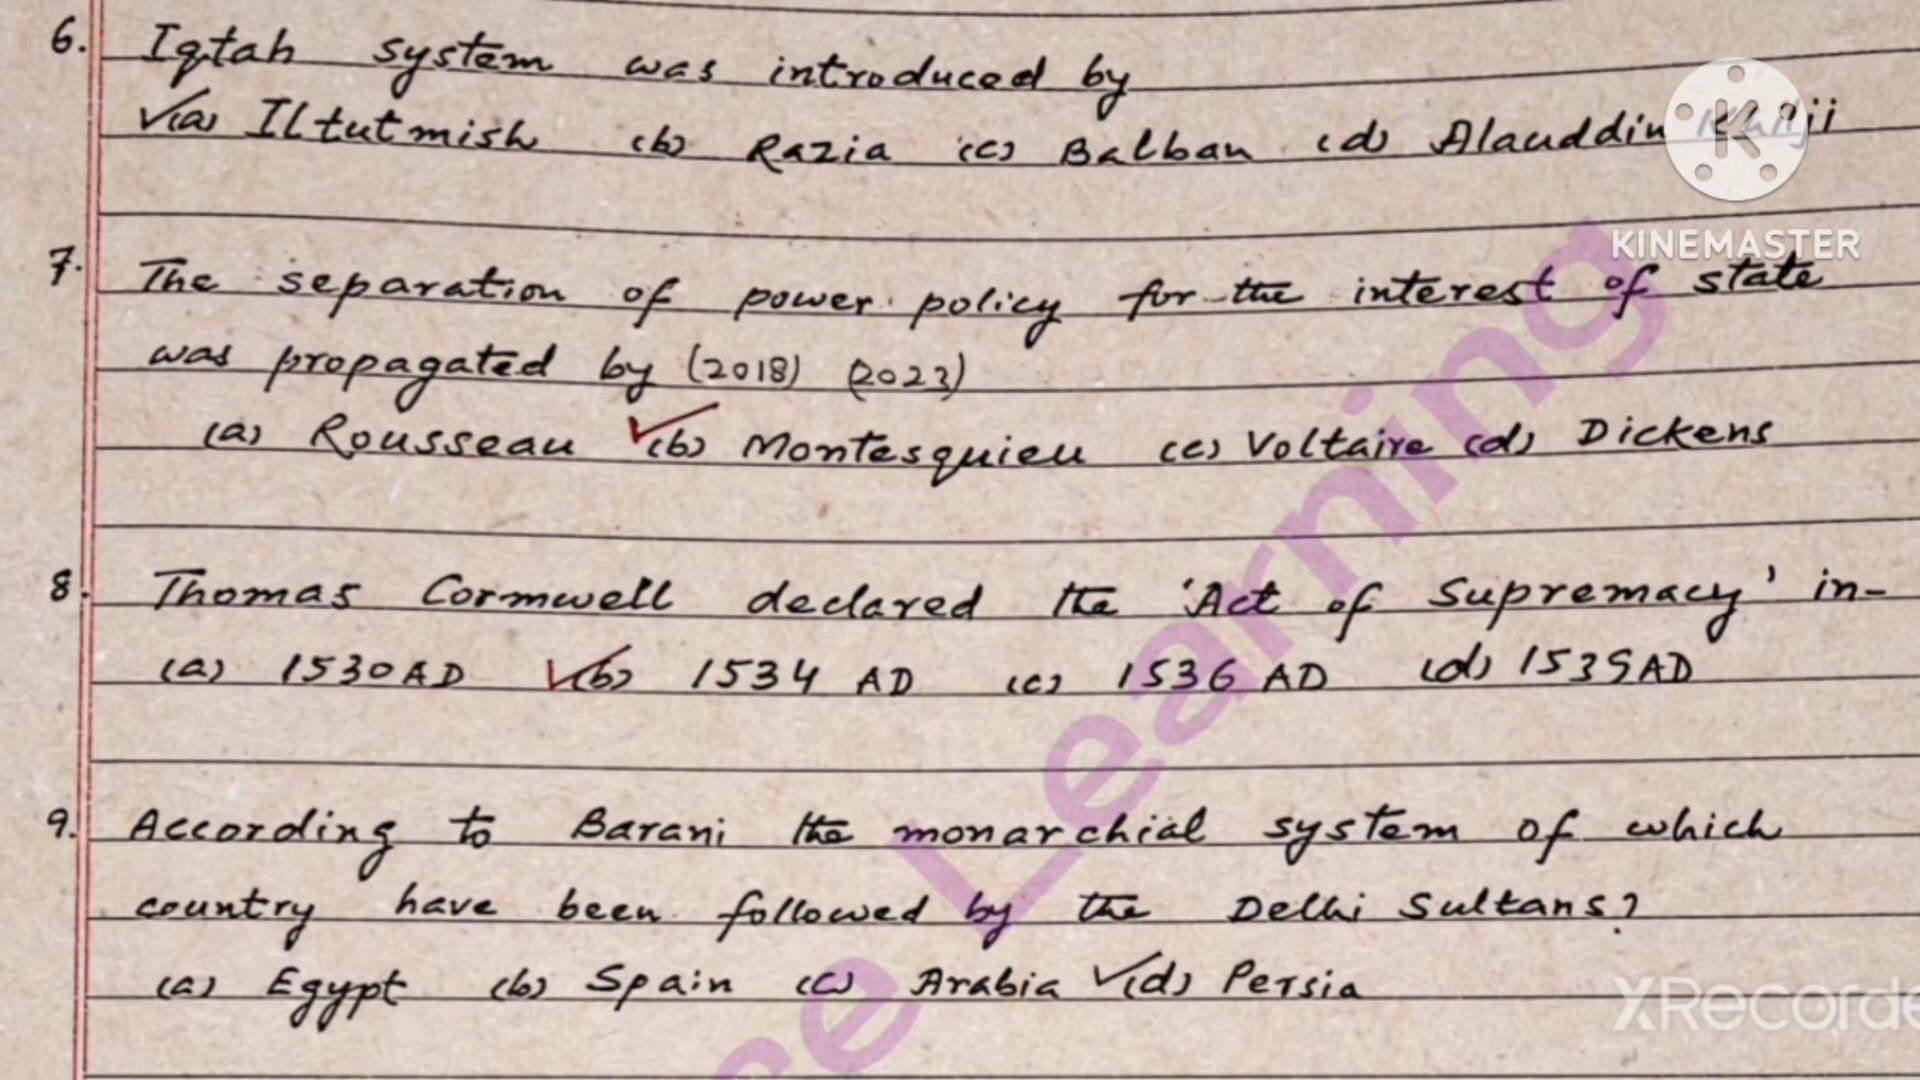 6. Iqtah system was introduced by
✓(a) Iltutmish (b) Razia (c) Balban (d) Alauddin Khilji
KINEMASTER
7. The separation of power policy for the interest of state
was propagated by (2018) (2023)
(a) Rousseau ✓(b) Montesquieu (c) Voltaire (d) Dickens
8. Thomas Cormwell declared the 'Act of Supremacy' in-
(a) 1530 AD ✓(b) 1534 AD (c) 1536 AD (d) 1535 AD
9. According to Barani the monarchial system of which
country have been followed by the Delhi Sultans?
(a) Egypt (b) Spain (c) Arabia ✓(d) Persia
Learning
XRecorde